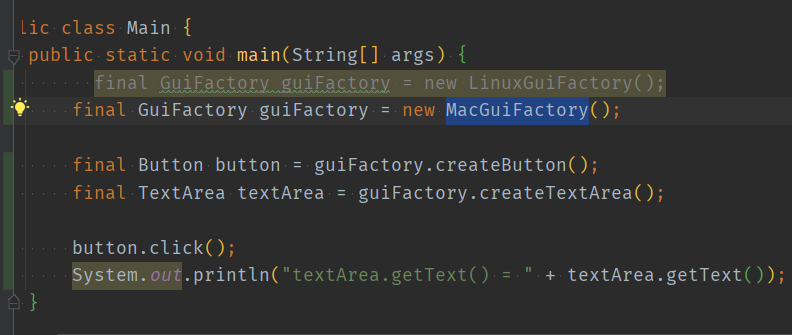 lic class Main {
public static void main(String[] args) {
final GuiFactory guiFactory = new LinuxGuiFactory();
final GuiFactory guiFactory = new MacGuiFactory();
final Button button = guiFactory.createButton();
final TextArea textArea = guiFactory.createTextArea();
button.click();
System.out.println("textArea.getText() = " + textArea.getText());
}